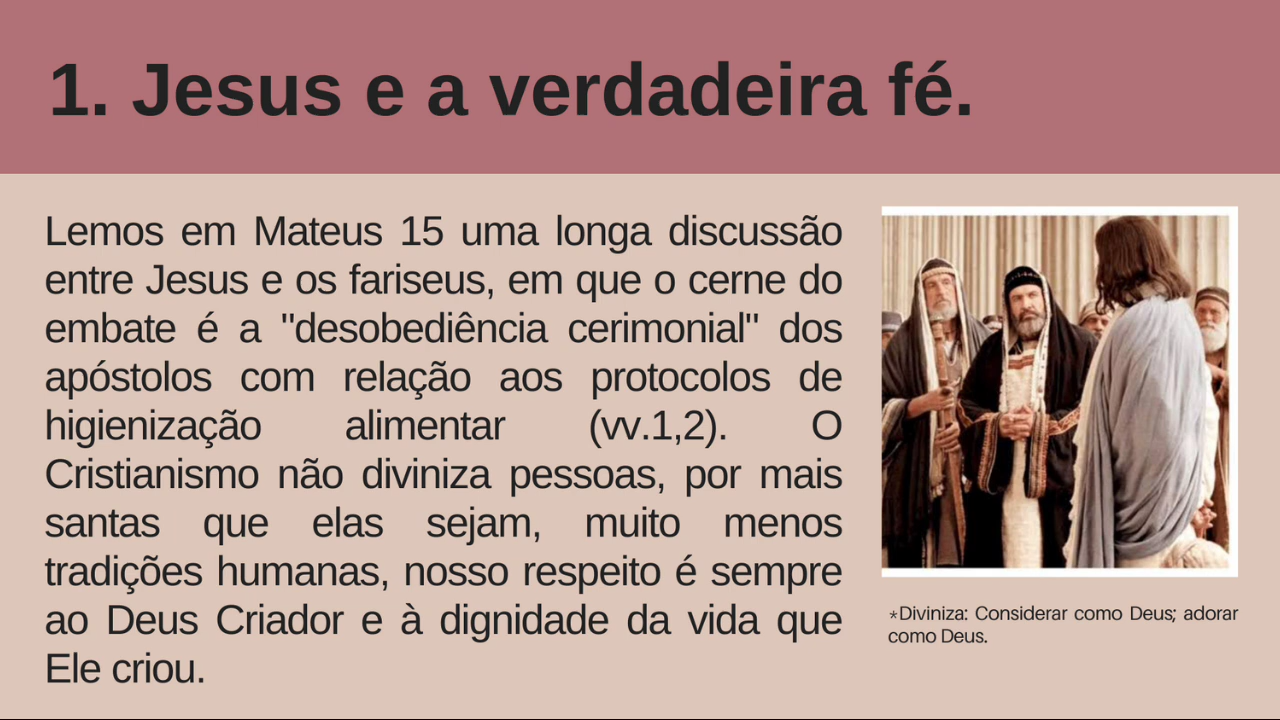 1. Jesus e a verdadeira fé.
Lemos em Mateus 15 uma longa discussão
entre Jesus e os fariseus, em que o cerne do
embate é a "desobediência cerimonial" dos
apóstolos com relação aos protocolos de
higienização alimentar (vv.1,2). O
Cristianismo não diviniza pessoas, por mais
santas que elas sejam, muito menos
tradições humanas, nosso respeito é sempre
ao Deus Criador e à dignidade da vida que
Ele criou.
*Diviniza: Considerar como Deus; adorar
como Deus.